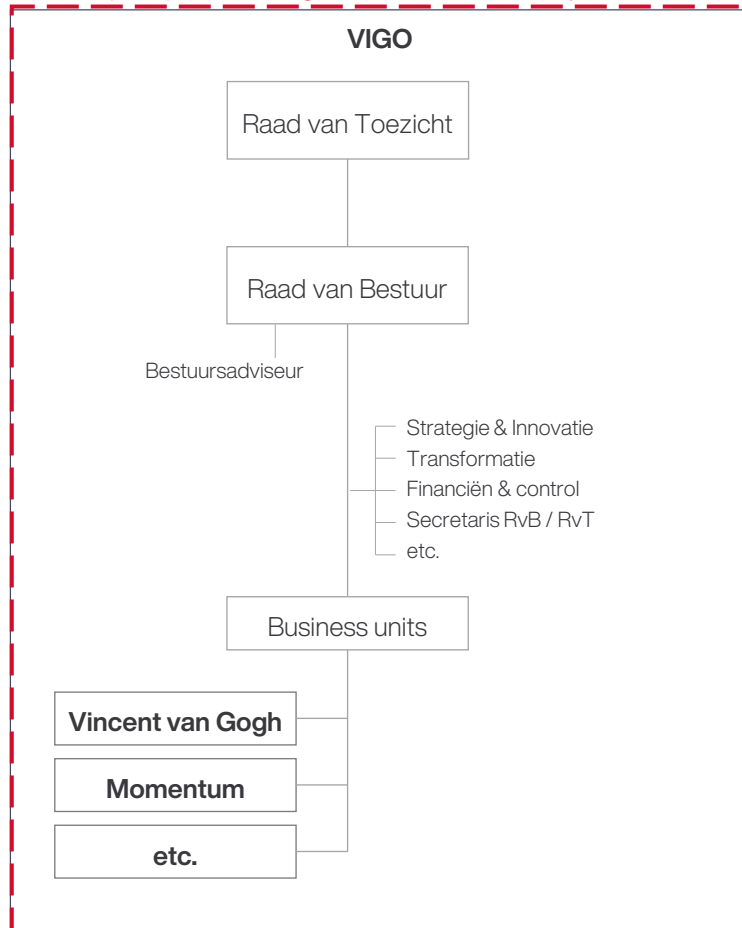 VIGO
Raad van Toezicht
Raad van Bestuur
Bestuursadviseur
Strategie & Innovatie
Transformatie
Financiën & control
Secretaris RvB / RvT
etc.
Business units
Vincent van Gogh
Momentum
etc.